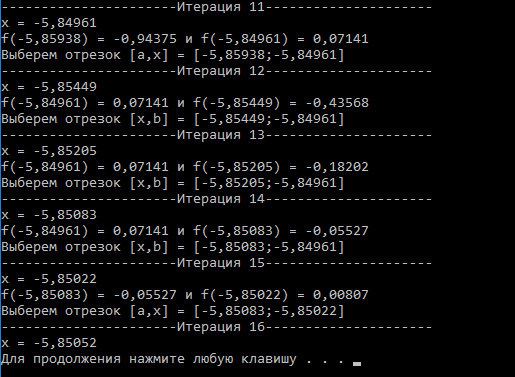 ----------------------Итерация 11---------------------
x = -5,84961
f(-5,85938) = -0,94375 и f(-5,84961) = 0,07141
Выберем отрезок [a,x] = [-5,85938;-5,84961]
----------------------Итерация 12---------------------
x = -5,85449
f(-5,84961) = 0,07141 и f(-5,85449) = -0,43568
Выберем отрезок [x,b] = [-5,85449;-5,84961]
----------------------Итерация 13---------------------
x = -5,85205
f(-5,84961) = 0,07141 и f(-5,85205) = -0,18202
Выберем отрезок [x,b] = [-5,85205;-5,84961]
----------------------Итерация 14---------------------
x = -5,85083
f(-5,84961) = 0,07141 и f(-5,85083) = -0,05527
Выберем отрезок [x,b] = [-5,85083;-5,84961]
----------------------Итерация 15---------------------
x = -5,85022
f(-5,85083) = -0,05527 и f(-5,85022) = 0,00807
Выберем отрезок [a,x] = [-5,85083;-5,85022]
----------------------Итерация 16---------------------
x = -5,85052
Для продолжения нажмите любую клавишу . . .